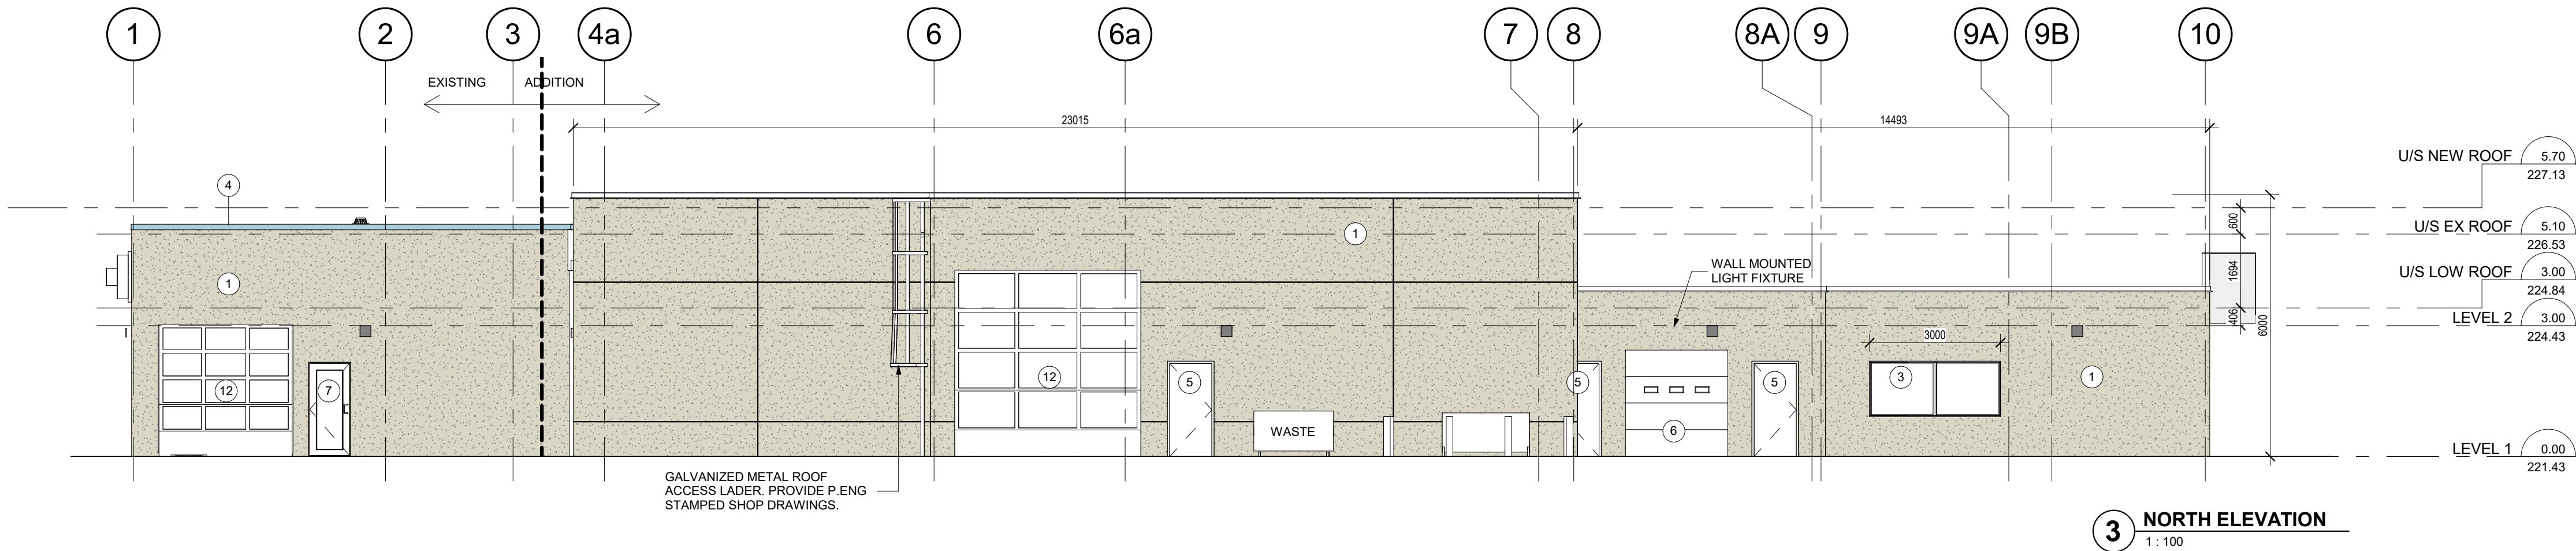 1 2 3 4a 6 6a 7 8 8A 9 9A 9B 10
EXISTING ADDITION
23015 14493
U/S NEW ROOF 5.70
227.13
4
600
U/S EX ROOF 5.10
226.53
1
1
WALL MOUNTED
LIGHT FIXTURE
1694
U/S LOW ROOF 3.00
224.84
406
6000
LEVEL 2 3.00
224.43
3000
12 7 12 5 5 5 3 1
WASTE
6
LEVEL 1 0.00
221.43
GALVANIZED METAL ROOF
ACCESS LADER. PROVIDE P.ENG
STAMPED SHOP DRAWINGS.
3 NORTH ELEVATION
1 : 100